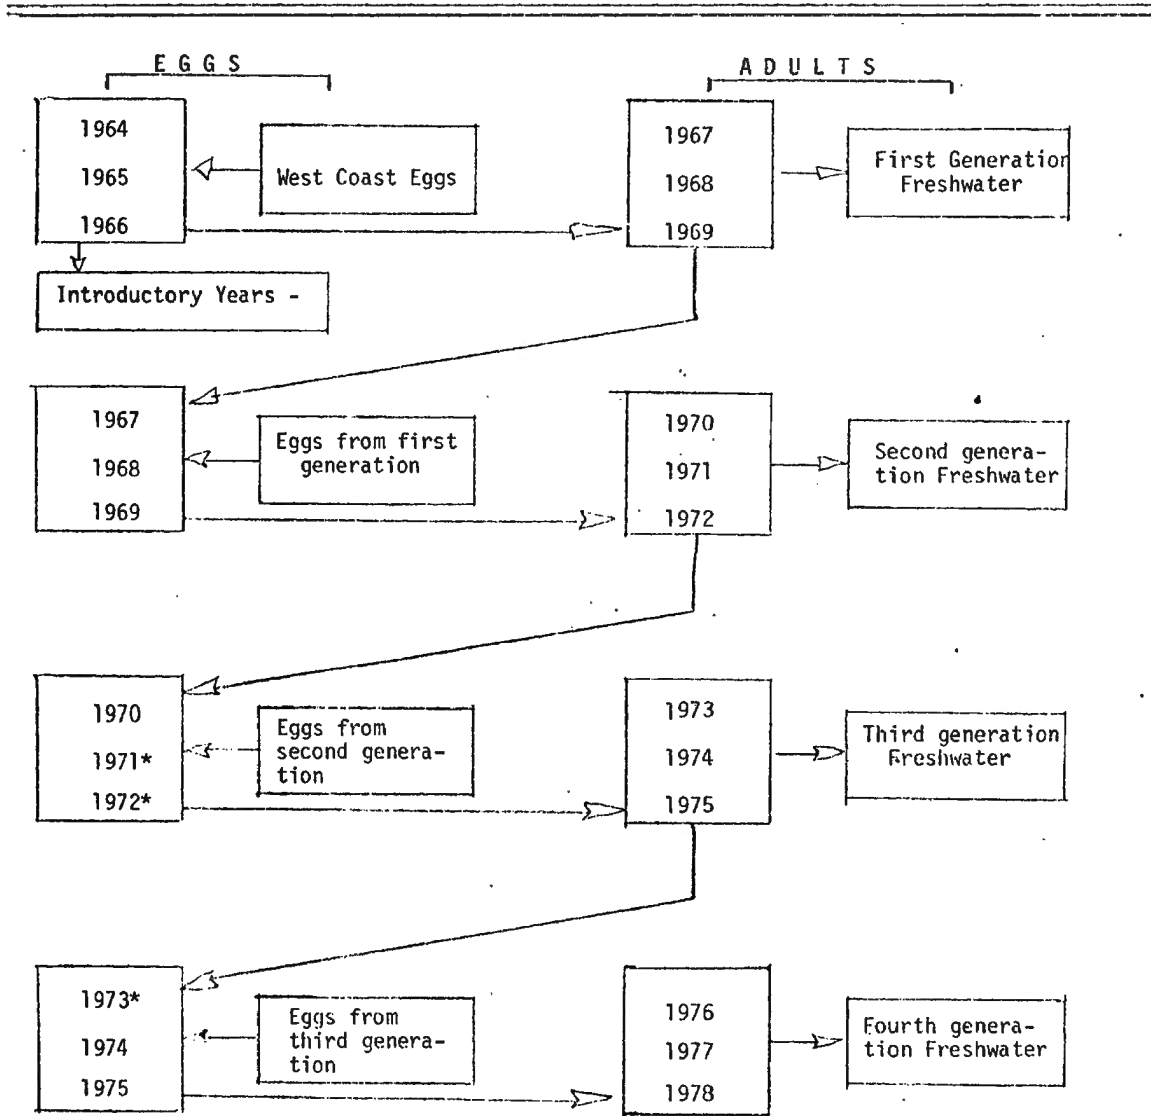 E G G S
A D U L T S
1964
1965
1966
West Coast Eggs
1967
1968
1969
First Generation
Freshwater
Introductory Years -
1967
1968
1969
Eggs from first
generation
1970
1971
1972
Second genera-
tion Freshwater
1970
1971*
1972*
Eggs from
second genera-
tion
1973
1974
1975
Third generation
Freshwater
1973*
1974
1975
Eggs from
third genera-
tion
1976
1977
1978
Fourth genera-
tion Freshwater